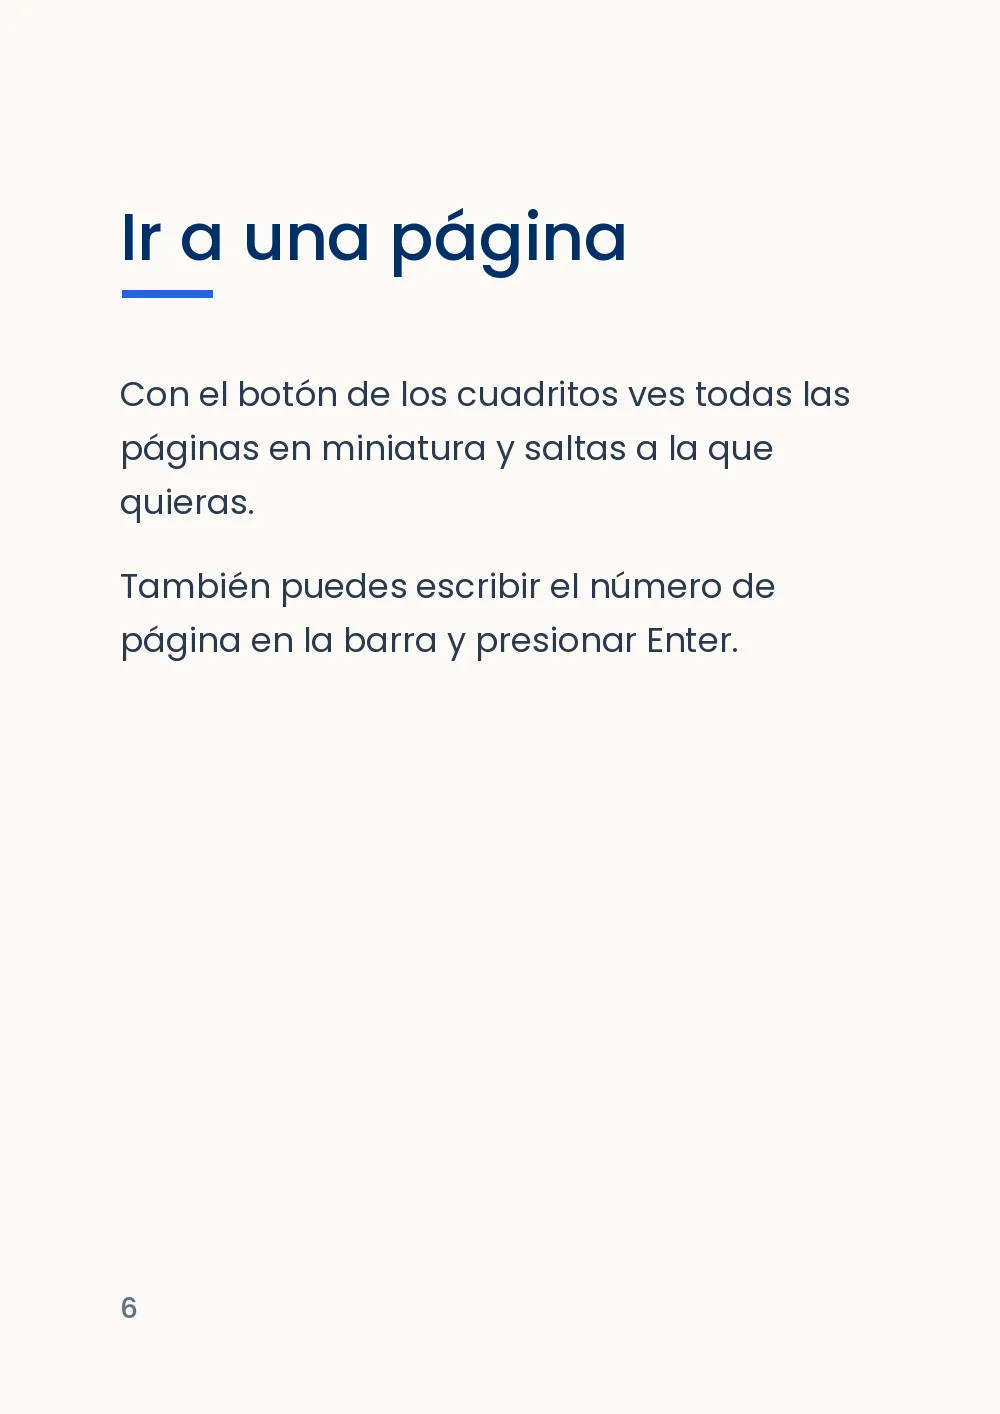 Ir a una página
Con el botón de los cuadritos ves todas las
páginas en miniatura y saltas a la que
quieras.
También puedes escribir el número de
página en la barra y presionar Enter.
6